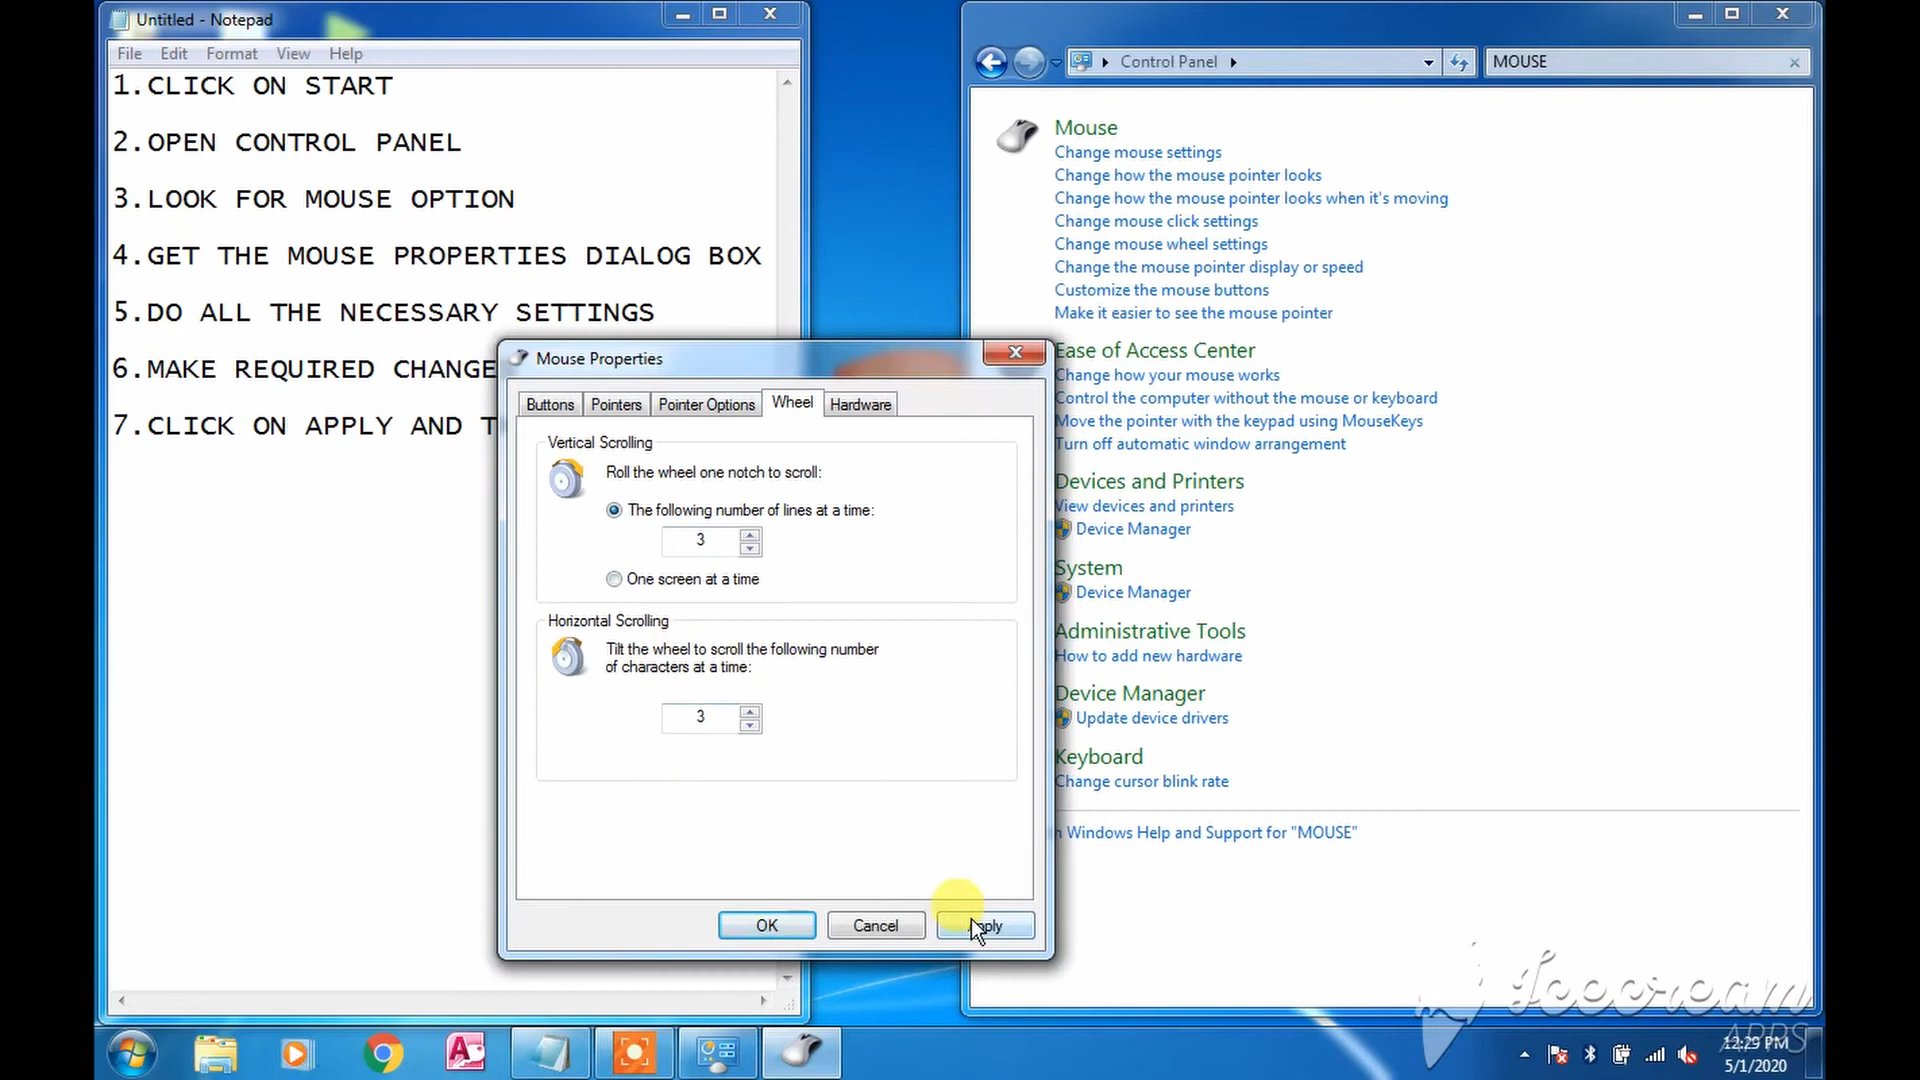 Untitled - Notepad
File Edit Format View Help
1.CLICK ON START
2.OPEN CONTROL PANEL
3.LOOK FOR MOUSE OPTION
4.GET THE MOUSE PROPERTIES DIALOG BOX
5.DO ALL THE NECESSARY SETTINGS
6.MAKE REQUIRED CHANGE
7.CLICK ON APPLY AND T
Control Panel
MOUSE
Mouse
Change mouse settings
Change how the mouse pointer looks
Change how the mouse pointer looks when it's moving
Change mouse click settings
Change mouse wheel settings
Change the mouse pointer display or speed
Customize the mouse buttons
Make it easier to see the mouse pointer
Ease of Access Center
Change how your mouse works
Control the computer without the mouse or keyboard
Move the pointer with the keypad using MouseKeys
Turn off automatic window arrangement
Devices and Printers
View devices and printers
Device Manager
System
Device Manager
Administrative Tools
How to add new hardware
Device Manager
Update device drivers
Keyboard
Change cursor blink rate
Windows Help and Support for "MOUSE"
Mouse Properties
Buttons Pointers Pointer Options Wheel Hardware
Vertical Scrolling
Roll the wheel one notch to scroll:
The following number of lines at a time:
3
One screen at a time
Horizontal Scrolling
Tilt the wheel to scroll the following number
of characters at a time:
3
OK Cancel Apply
Icecream
APPS
12:29 PM
5/1/2020